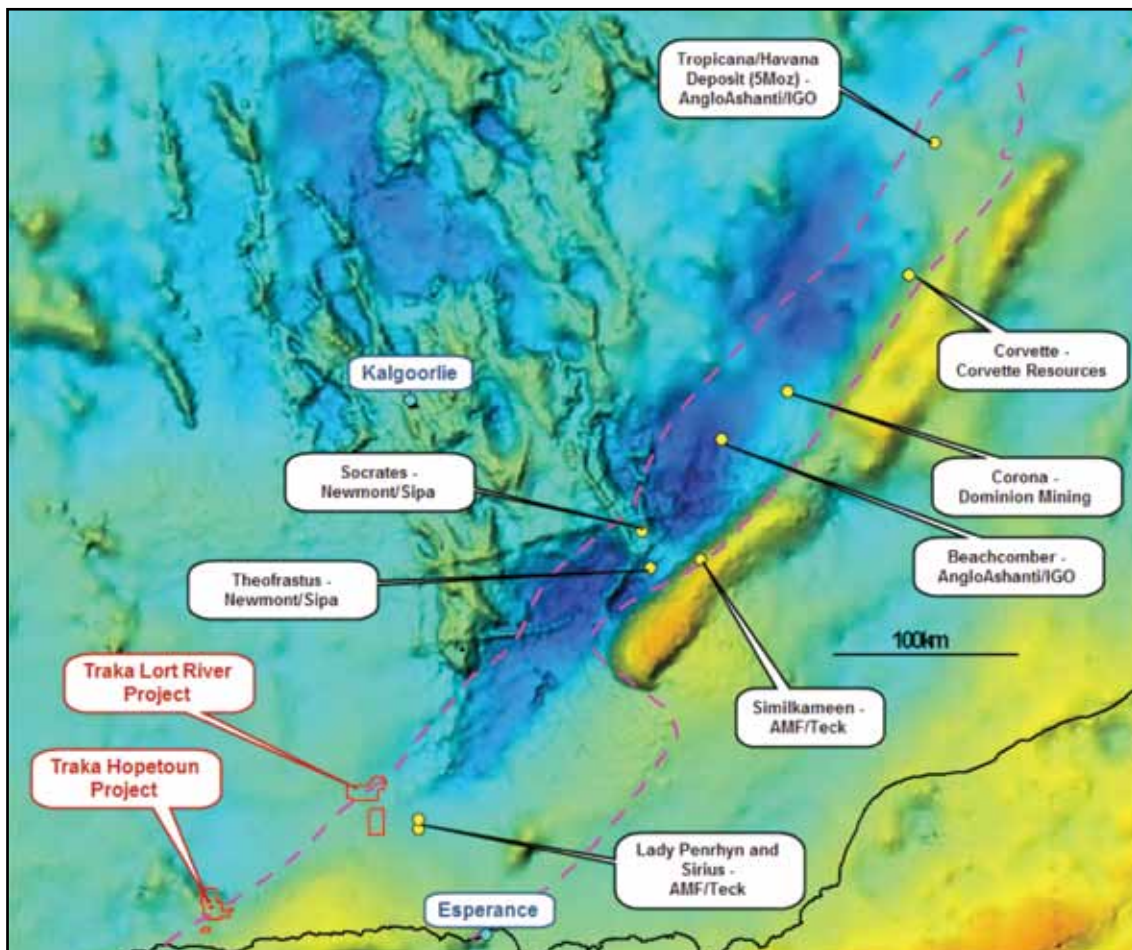 Tropicana/Havana
Deposit (5Moz) -
AngloAshanti/IGO
Corvette -
Corvette Resources
Kalgoorlie
Socrates -
Newmont/Sipa
Corona -
Dominion Mining
Theofrastus -
Newmont/Sipa
Beachcomber -
AngloAshanti/IGO
100km
Traka Lort River
Project
Similkameen -
AMF/Teck
Traka Hopetoun
Project
Lady Penrhyn and
Sirius -
AMF/Teck
Esperance